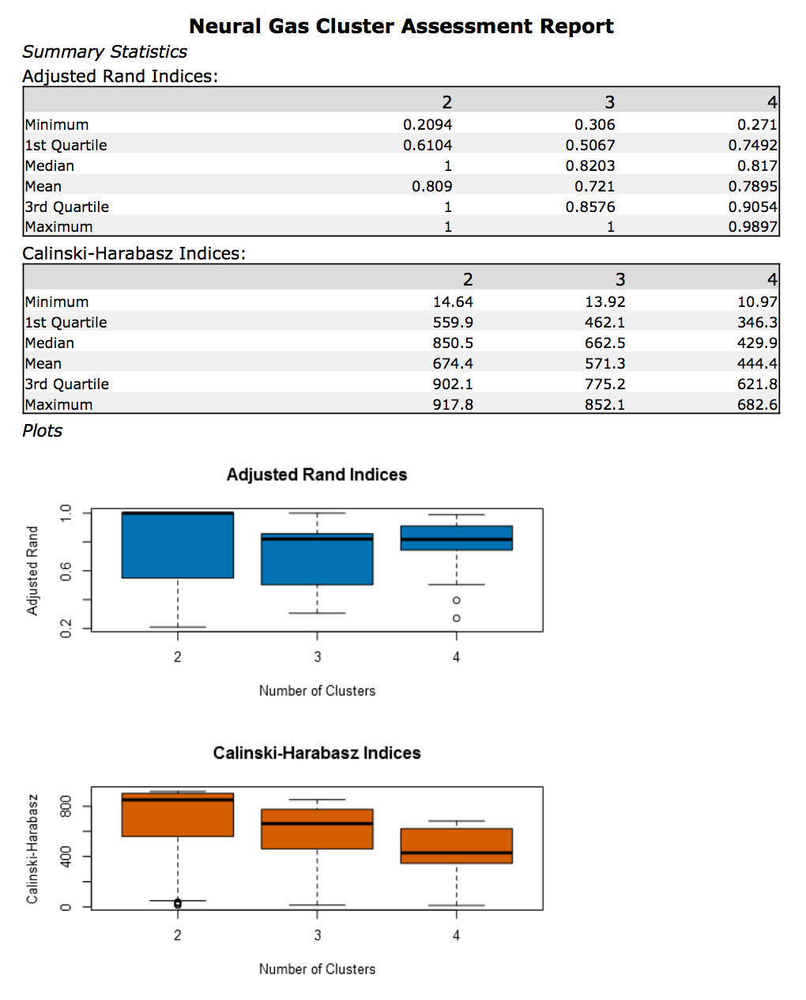 Neural Gas Cluster Assessment Report
Summary Statistics
Adjusted Rand Indices:
2 3 4
Minimum 0.2094 0.306 0.271
1st Quartile 0.6104 0.5067 0.7492
Median 1 0.8203 0.817
Mean 0.809 0.721 0.7895
3rd Quartile 1 0.8576 0.9054
Maximum 1 1 0.9897
Calinski-Harabasz Indices:
2 3 4
Minimum 14.64 13.92 10.97
1st Quartile 559.9 462.1 346.3
Median 850.5 662.5 429.9
Mean 674.4 571.3 444.4
3rd Quartile 902.1 775.2 621.8
Maximum 917.8 852.1 682.6
Plots
Adjusted Rand Indices
Adjusted Rand
1.0
0.6
0.2
2 3 4
Number of Clusters
Calinski-Harabasz Indices
Calinski-Harabasz
800
400
0
2 3 4
Number of Clusters